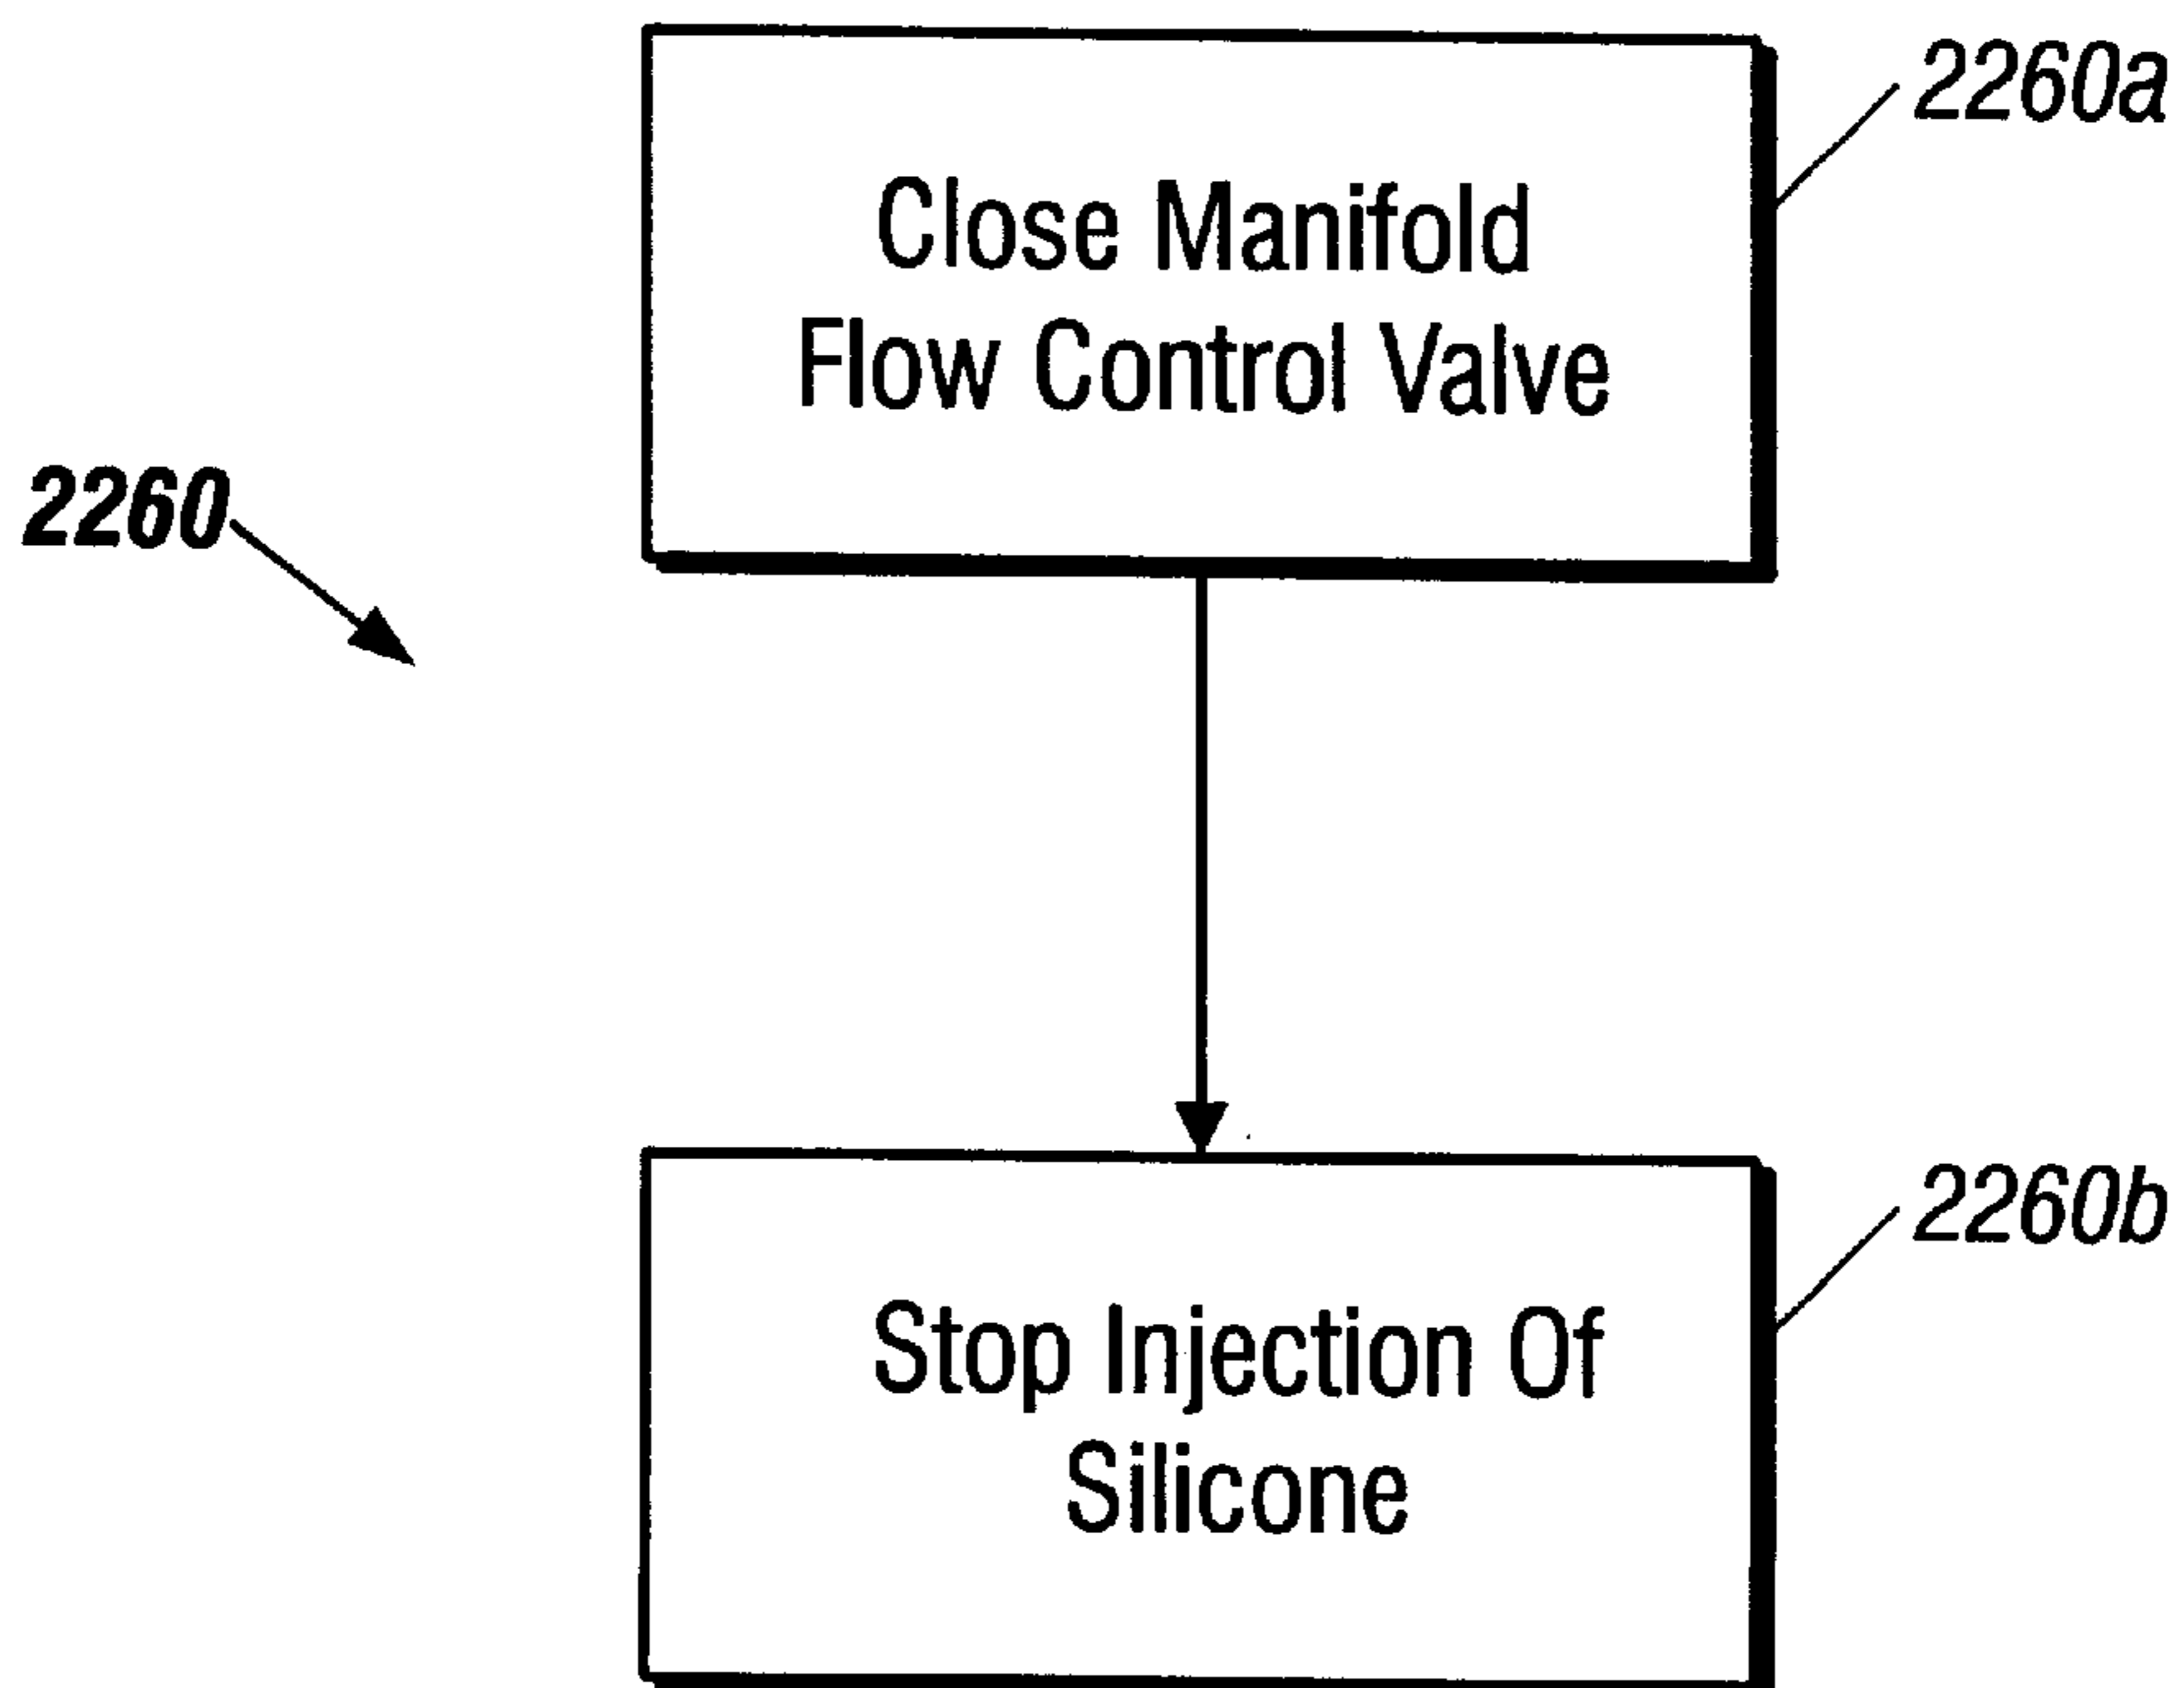 2260a
Close Manifold
Flow Control Valve
2260
2260b
Stop Injection Of
Silicone